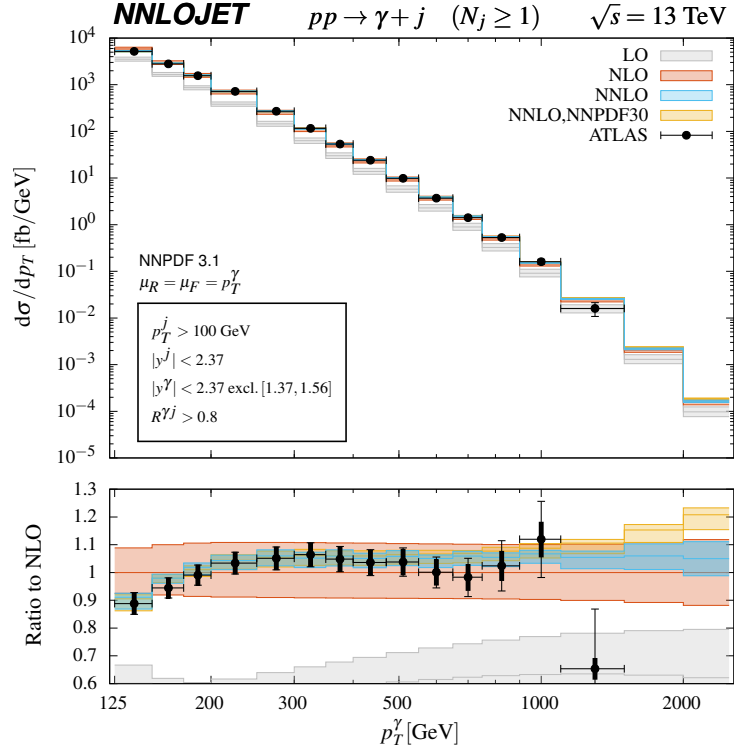 NNLOJET pp → γ + j (N_j ≥ 1) √s = 13 TeV
10^4
10^3
10^2
10^1
10^0
10^-1
10^-2
10^-3
10^-4
10^-5
dσ/dp_T [fb/GeV]
LO
NLO
NNLO
NNLO,NNPDF30
ATLAS
NNPDF 3.1
μ_R = μ_F = p_T^γ
p_T^j > 100 GeV
|y^j| < 2.37
|y^γ| < 2.37 excl. [1.37, 1.56]
R^γj > 0.8
1.3
1.2
1.1
1.0
0.9
0.8
0.7
0.6
Ratio to NLO
125 200 300 500 1000 2000
p_T^γ [GeV]